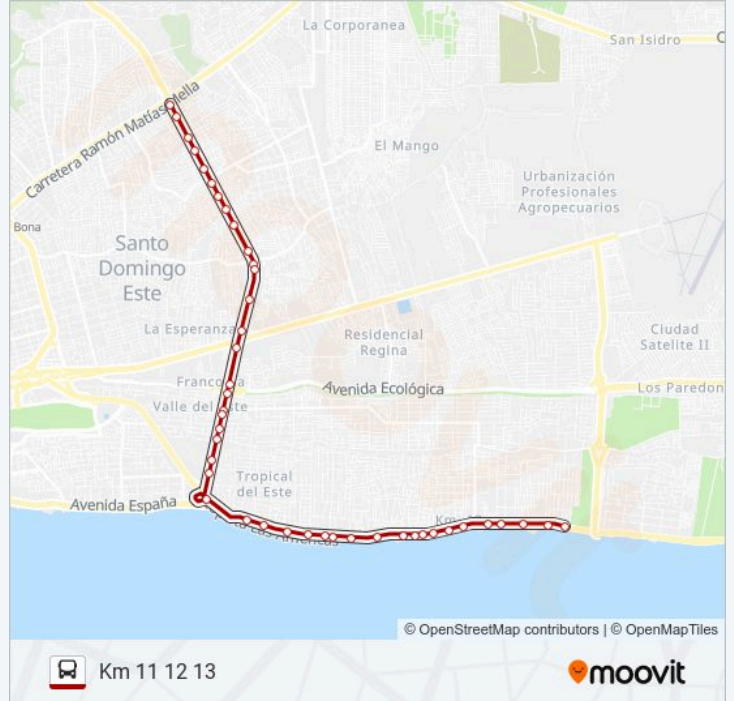 La Corporanea
San Isidro
C
Carretera Ramón Matías Mella
El Mango
Urbanización
Profesionales
Agropecuarios
Bona
Santo
Domingo
Este
La Esperanza
Residencial
Regina
Ciudad
Satelite II
Avenida Ecológica
Los Paredon
Valle del Este
Tropical
del Este
Avenida España
Las Américas
© OpenStreetMap contributors | © OpenMapTiles
Km 11 12 13
moovit